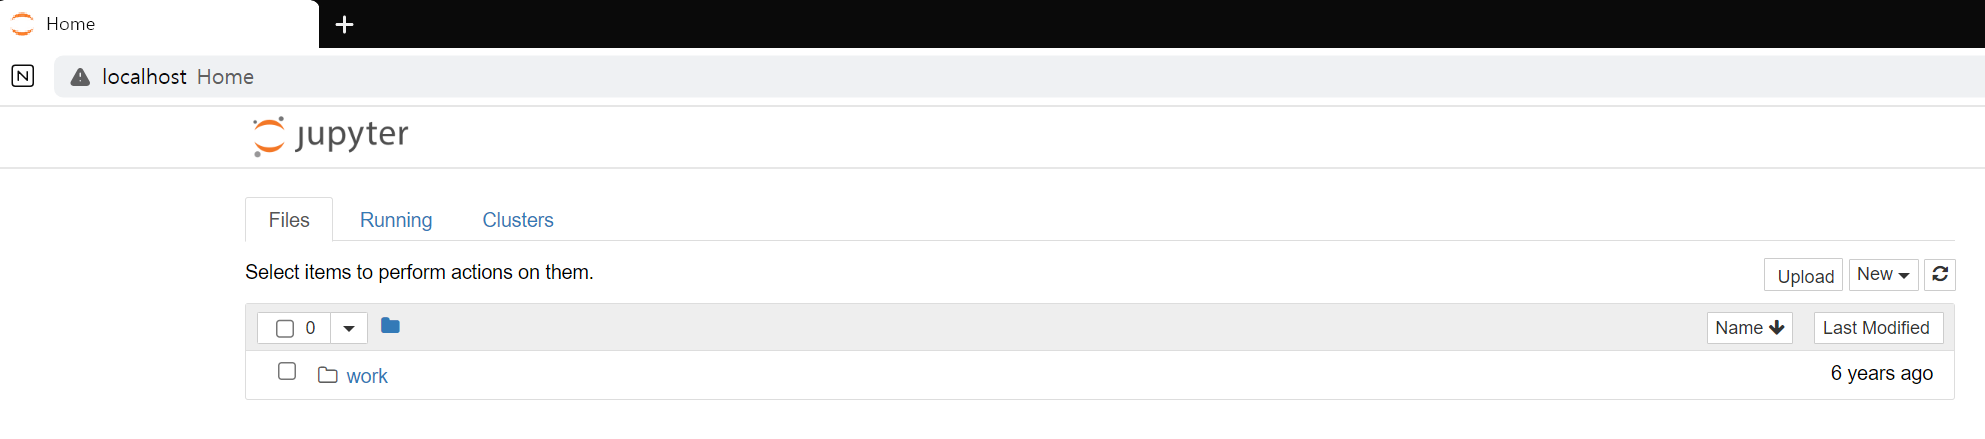 Home
N
localhost Home
jupyter
Files Running Clusters
Select items to perform actions on them.
Upload New
0 Name Last Modified
work 6 years ago